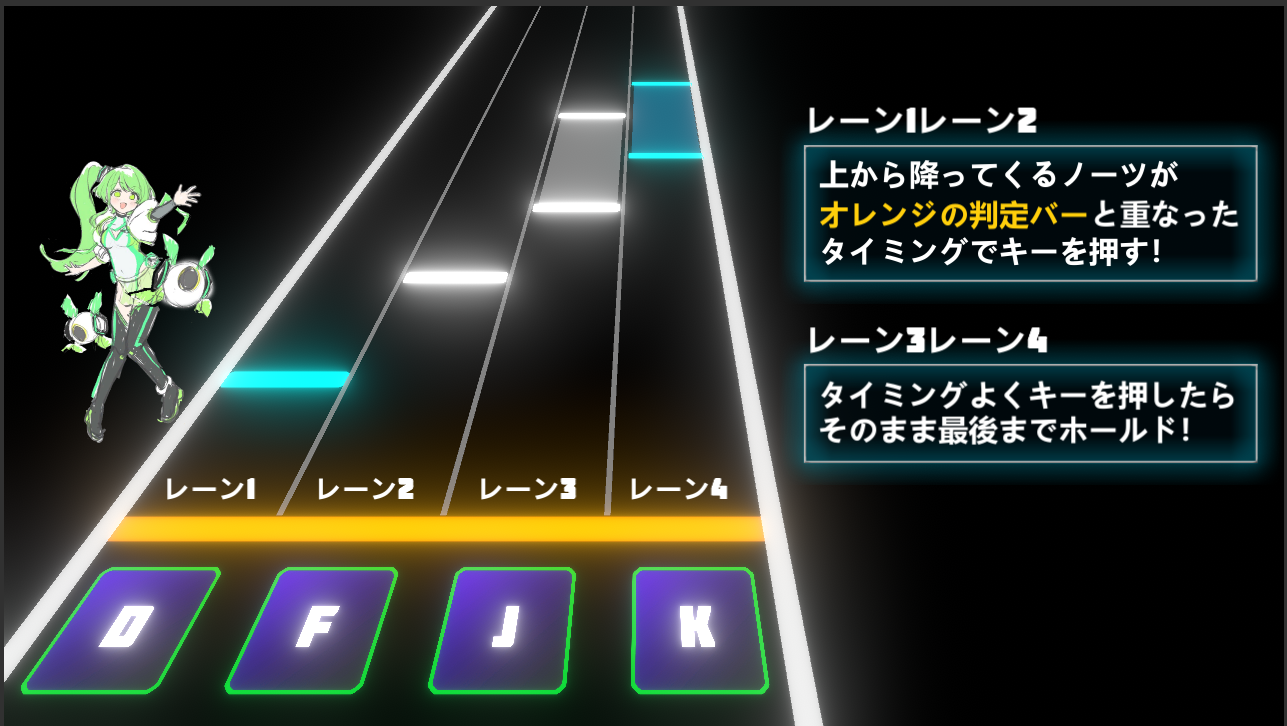 レーン1レーン2
上から降ってくるノーツが
オレンジの判定バーと重なった
タイミングでキーを押す!
レーン3レーン4
タイミングよくキーを押したら
そのまま最後までホールド!
レーン1 レーン2 レーン3 レーン4
D F J K